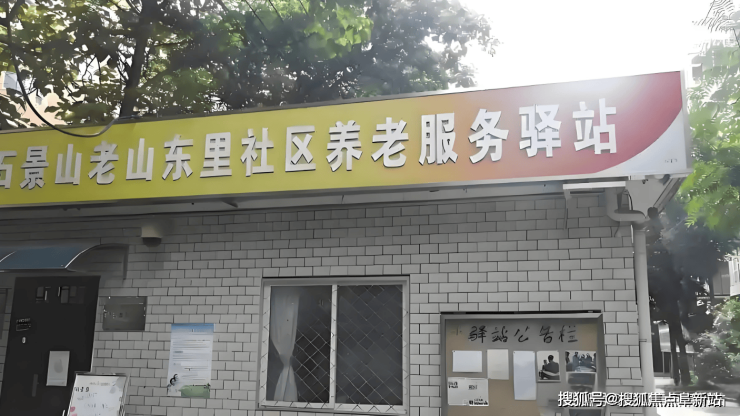 石景山老山东里社区养老服务驿站
驿站公告栏
搜狐号@搜狐焦点阜新站